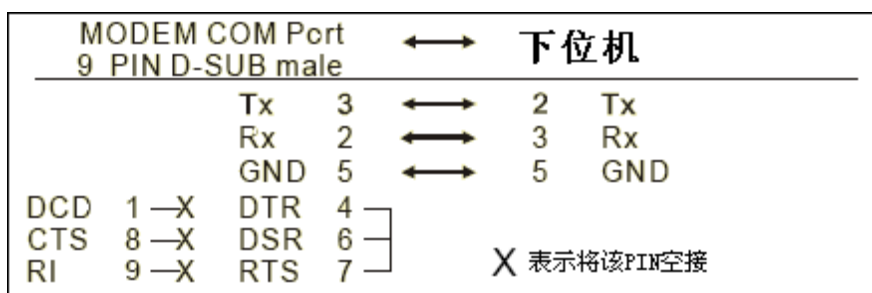 MODEM COM Port 下位机
9 PIN D-SUB male
Tx 3 2 Tx
Rx 2 3 Rx
GND 5 5 GND
DCD 1 X DTR 4
CTS 8 X DSR 6
RI 9 X RTS 7 X 表示将该PIN空接